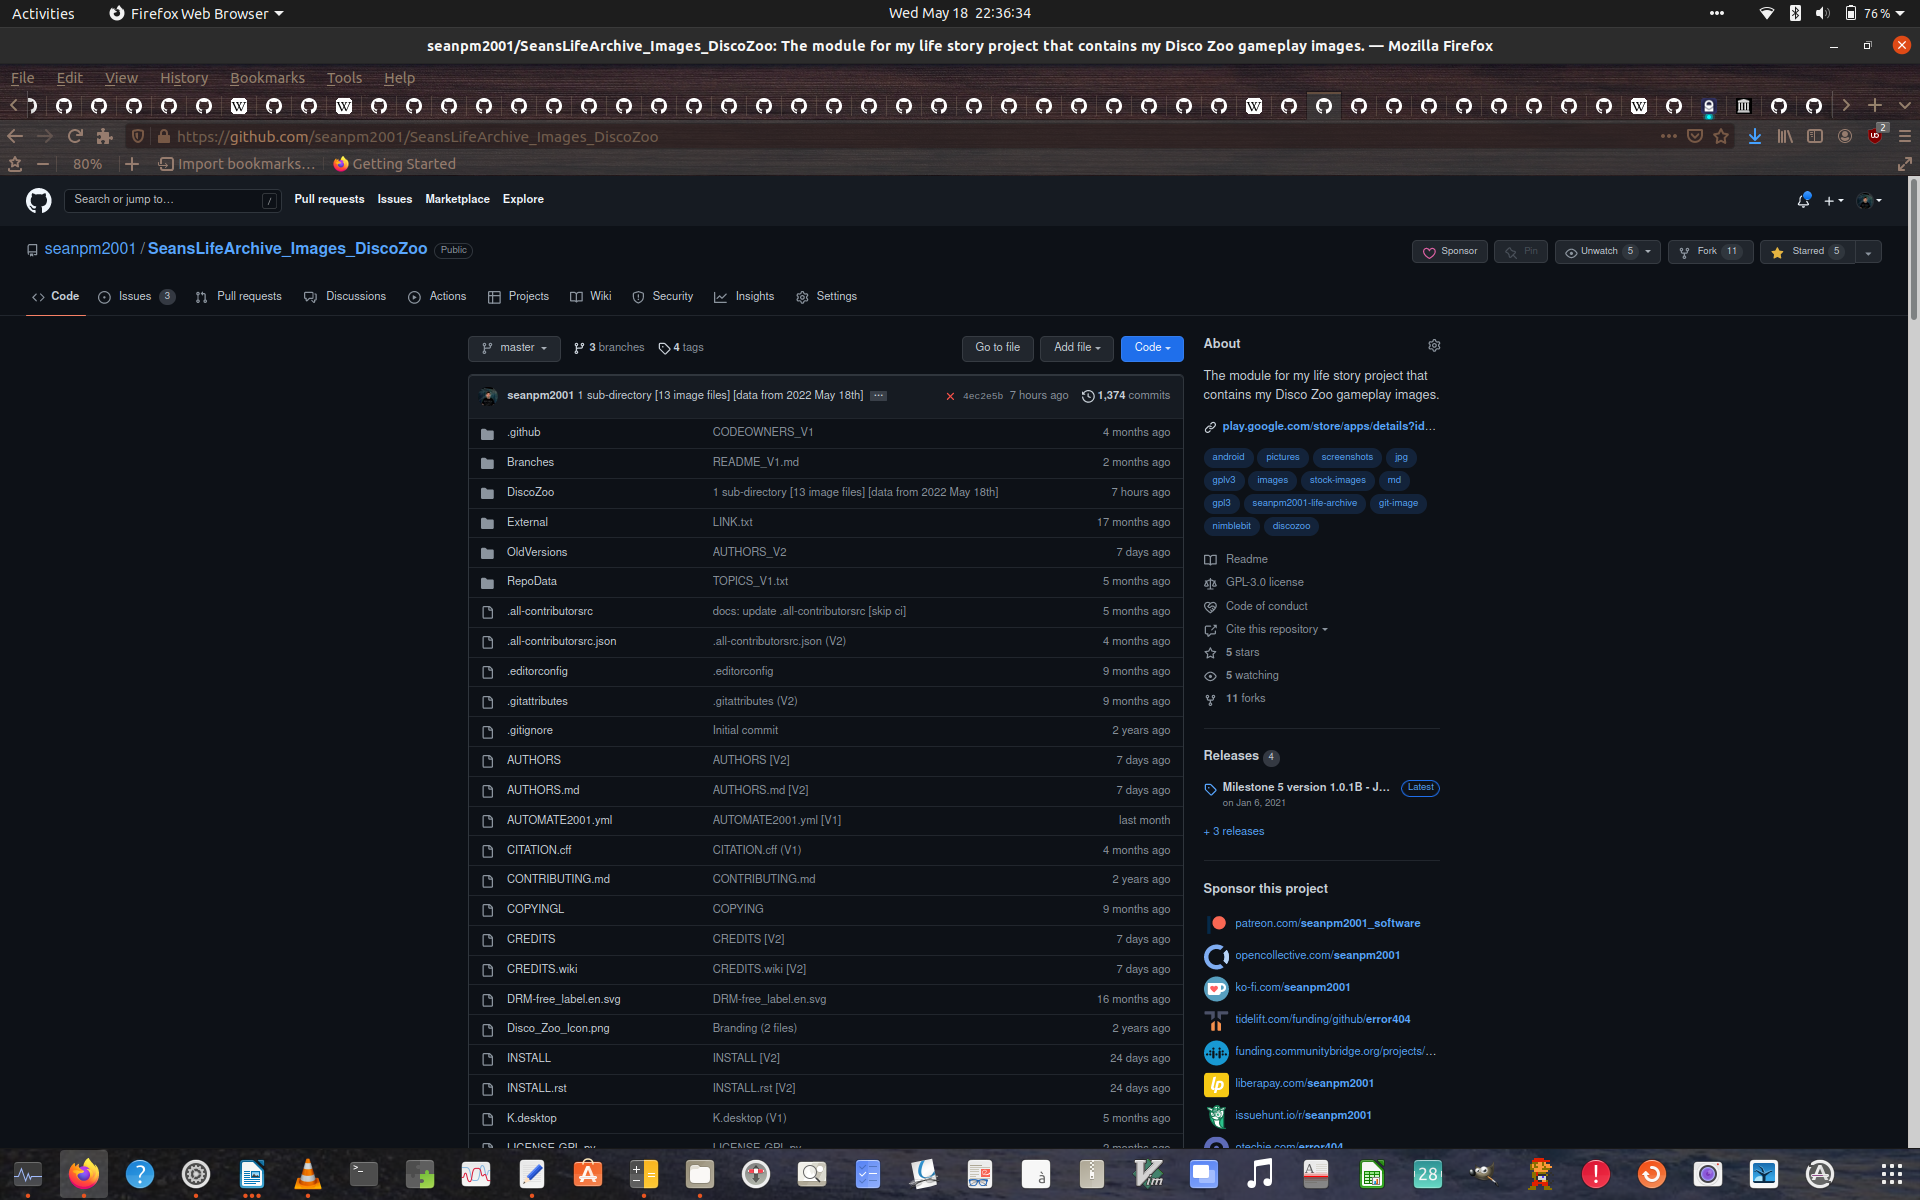 Activities Firefox Web Browser Wed May 18 22:36:34 76%
seanpm2001/SeansLifeArchive_Images_DiscoZoo: The module for my life story project that contains my Disco Zoo gameplay images. — Mozilla Firefox
File Edit View History Bookmarks Tools Help
https://github.com/seanpm2001/SeansLifeArchive_Images_DiscoZoo 2
80% Import bookmarks... Getting Started
Search or jump to... / Pull requests Issues Marketplace Explore
seanpm2001 / SeansLifeArchive_Images_DiscoZoo Public Sponsor Pin Unwatch 5 Fork 11 Starred 5
Code Issues 3 Pull requests Discussions Actions Projects Wiki Security Insights Settings
master 3 branches 4 tags Go to file Add file Code
seanpm2001 1 sub-directory [13 image files] [data from 2022 May 18th] ... 4ec2e5b 7 hours ago 1,374 commits
.github CODEOWNERS_V1 4 months ago
Branches README_V1.md 2 months ago
DiscoZoo 1 sub-directory [13 image files] [data from 2022 May 18th] 7 hours ago
External LINK.txt 17 months ago
OldVersions AUTHORS_V2 7 days ago
RepoData TOPICS_V1.txt 5 months ago
.all-contributorsrc docs: update .all-contributorsrc [skip ci] 5 months ago
.all-contributorsrc.json .all-contributorsrc.json (V2) 4 months ago
.editorconfig .editorconfig 9 months ago
.gitattributes .gitattributes (V2) 9 months ago
.gitignore Initial commit 2 years ago
AUTHORS AUTHORS [V2] 7 days ago
AUTHORS.md AUTHORS.md [V2] 7 days ago
AUTOMATE2001.yml AUTOMATE2001.yml [V1] last month
CITATION.cff CITATION.cff (V1) 4 months ago
CONTRIBUTING.md CONTRIBUTING.md 2 years ago
COPYINGL COPYING 9 months ago
CREDITS CREDITS [V2] 7 days ago
CREDITS.wiki CREDITS.wiki [V2] 7 days ago
DRM-free_label.en.svg DRM-free_label.en.svg 16 months ago
Disco_Zoo_Icon.png Branding (2 files) 2 years ago
INSTALL INSTALL [V2] 24 days ago
INSTALL.rst INSTALL.rst [V2] 24 days ago
K.desktop K.desktop (V1) 5 months ago
About
The module for my life story project that
contains my Disco Zoo gameplay images.
play.google.com/store/apps/details?id...
android pictures screenshots jpg
gplv3 images stock-images md
gpl3 seanpm2001-life-archive git-image
nimblebit discozoo
Readme
GPL-3.0 license
Code of conduct
Cite this repository
5 stars
5 watching
11 forks
Releases 4
Milestone 5 version 1.0.1B - J... Latest
on Jan 6, 2021
+ 3 releases
Sponsor this project
patreon.com/seanpm2001_software
opencollective.com/seanpm2001
ko-fi.com/seanpm2001
tidelift.com/funding/github/error404
funding.communitybridge.org/projects/...
liberapay.com/seanpm2001
issuehunt.io/r/seanpm2001
otechie.com/error404
28